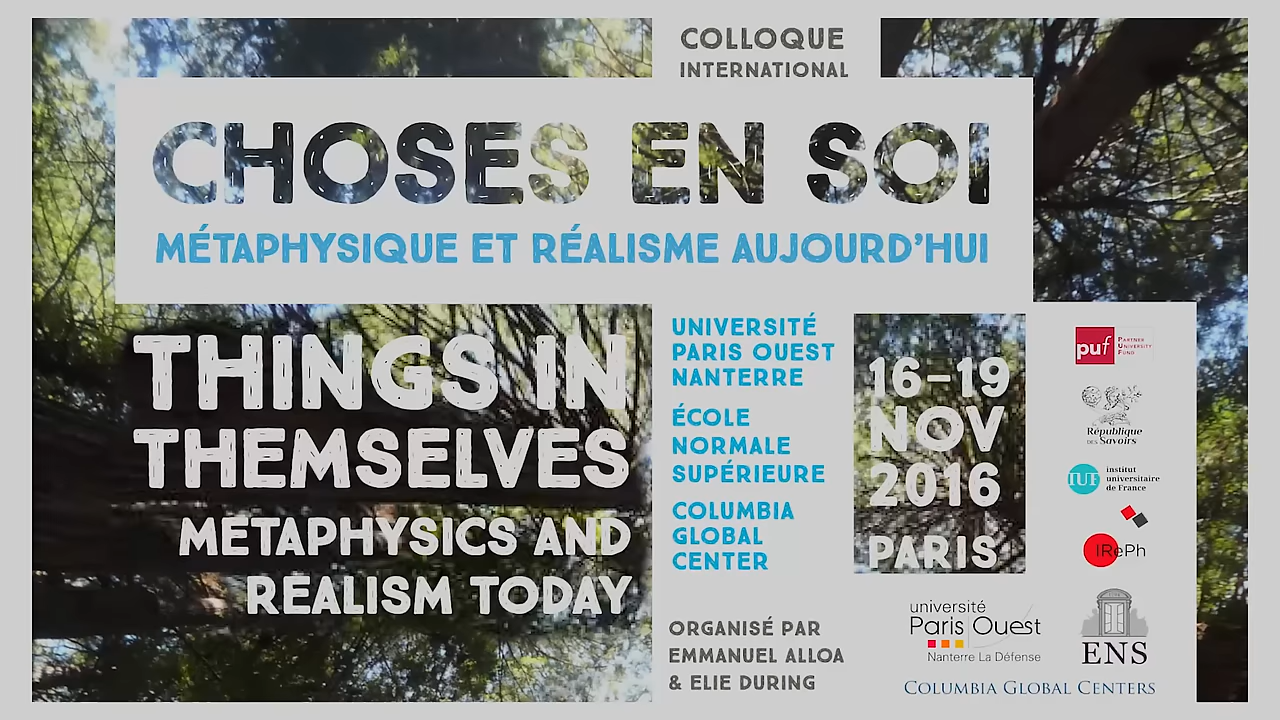 COLLOQUE
INTERNATIONAL
CHOSES EN SOI
MÉTAPHYSIQUE ET RÉALISME AUJOURD'HUI
THINGS IN
THEMSELVES
METAPHYSICS AND
REALISM TODAY
UNIVERSITÉ
PARIS OUEST
NANTERRE
ÉCOLE
NORMALE
SUPÉRIEURE
COLUMBIA
GLOBAL
CENTER
16-19
NOV
2016
PARIS
ORGANISÉ PAR
EMMANUEL ALLOA
& ELIE DURING
puf
PARTNER
UNIVERSITY
FUND
République
DES Savoirs
IUF
institut
universitaire
de France
IRePh
université
Paris Ouest
Nanterre La Défense
ENS
COLUMBIA GLOBAL CENTERS